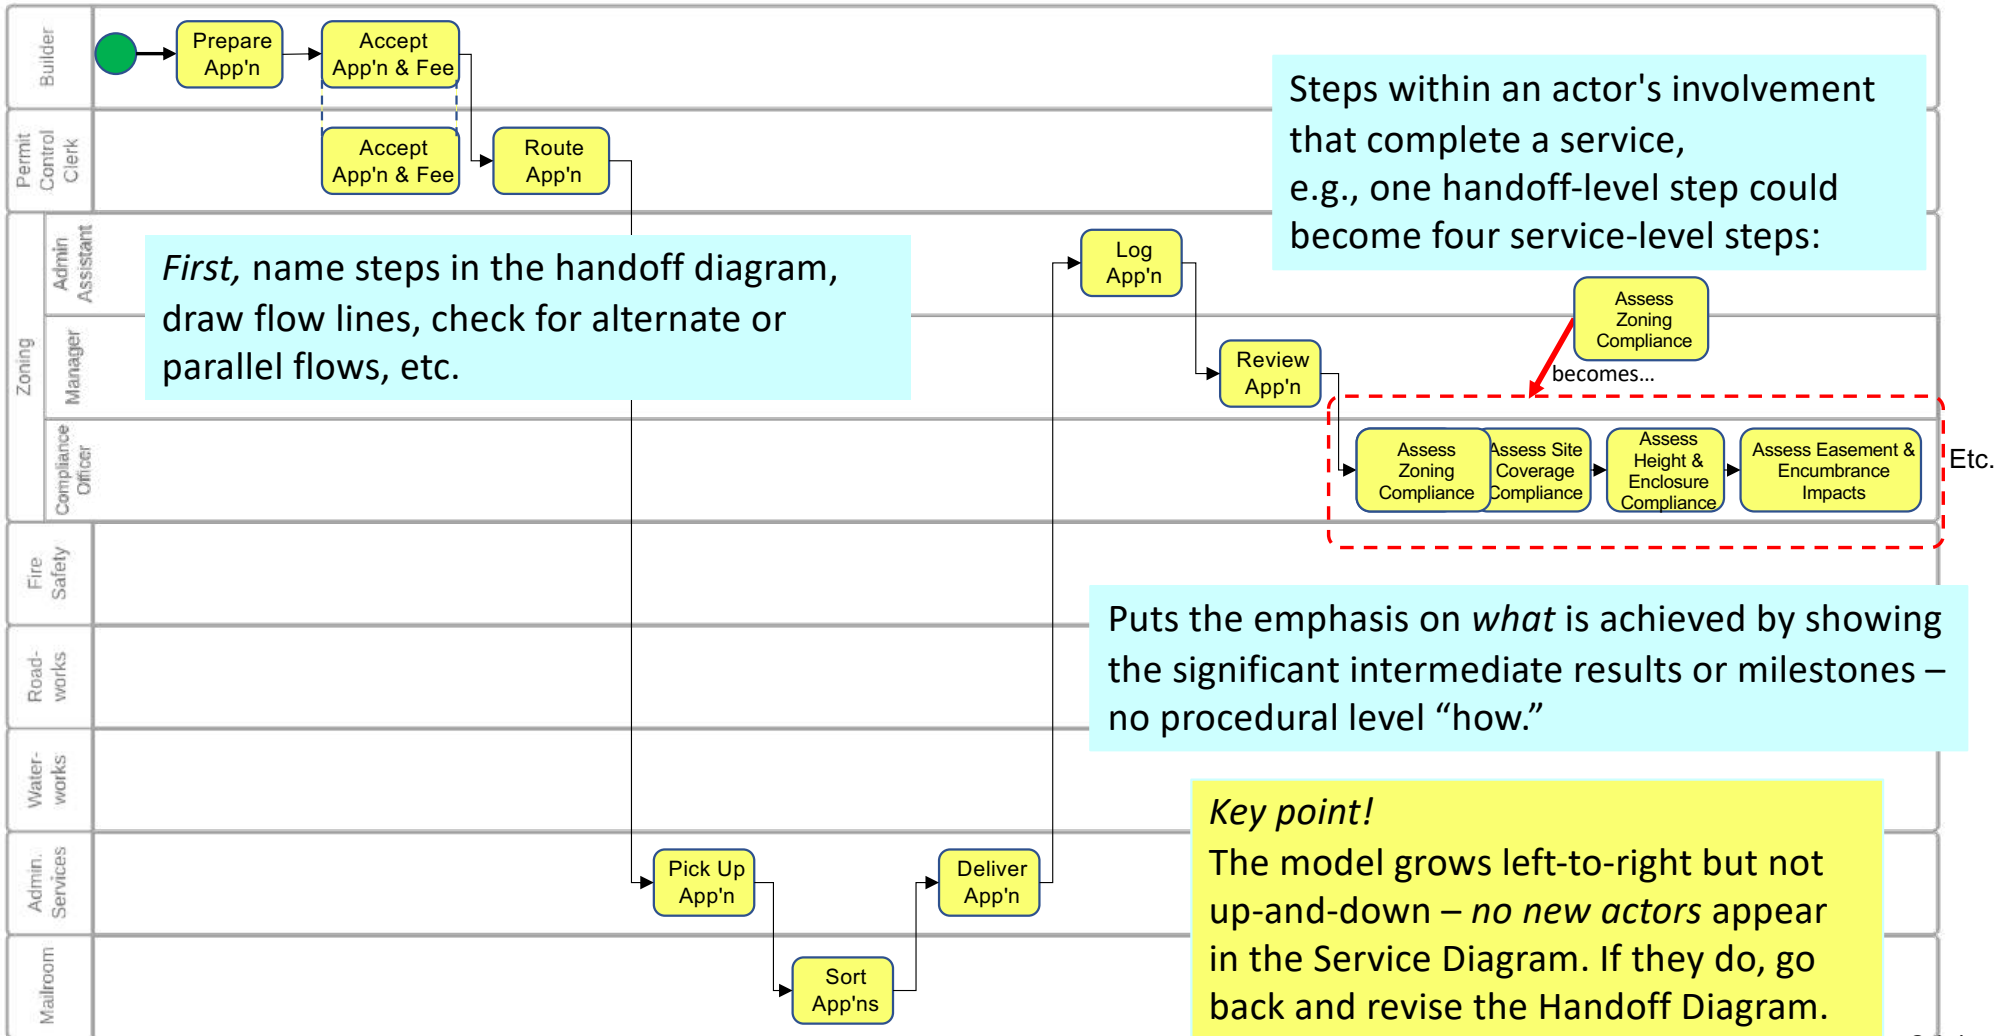 Builder
Prepare
App'n
Accept
App'n & Fee
Permit
Control
Clerk
Accept
App'n & Fee
Route
App'n
Steps within an actor's involvement
that complete a service,
e.g., one handoff-level step could
become four service-level steps:
Zoning
Admin
Assistant
First, name steps in the handoff diagram,
draw flow lines, check for alternate or
parallel flows, etc.
Log
App'n
Assess
Zoning
Compliance
becomes...
Manager
Review
App'n
Compliance
Officer
Assess
Zoning
Compliance
Assess Site
Coverage
Compliance
Assess
Height &
Enclosure
Compliance
Assess Easement &
Encumbrance
Impacts
Etc.
Fire
Safety
Road-
works
Puts the emphasis on what is achieved by showing
the significant intermediate results or milestones –
no procedural level “how.”
Water-
works
Admin.
Services
Pick Up
App'n
Deliver
App'n
Mailroom
Sort
App'ns
Key point!
The model grows left-to-right but not
up-and-down – no new actors appear
in the Service Diagram. If they do, go
back and revise the Handoff Diagram.